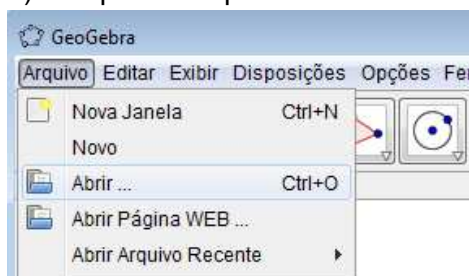 GeoGebra
Arquivo Editar Exibir Disposições Opções
Nova Janela Ctrl+N
Novo
Abrir ... Ctrl+O
Abrir Página WEB ...
Abrir Arquivo Recente